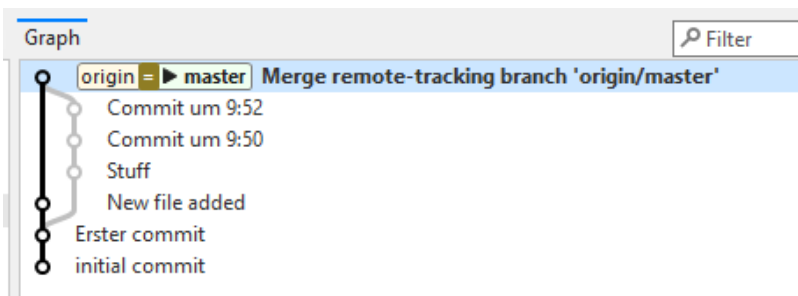 Graph
Filter
origin = master Merge remote-tracking branch 'origin/master'
Commit um 9:52
Commit um 9:50
Stuff
New file added
Erster commit
initial commit